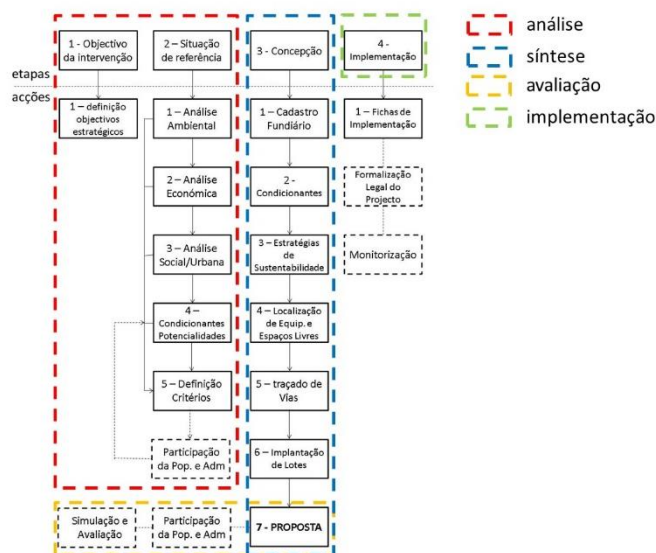 1 - Objectivo
da intervenção
2 – Situação
de referência
3 - Concepção
4 -
Implementação
etapas
acções
1 – definição
objectivos
estratégicos
1 – Análise
Ambiental
2 – Análise
Económica
3 – Análise
Social/Urbana
4 –
Condicionantes
Potencialidades
5 – Definição
Critérios
Participação
da Pop. e Adm
1 – Cadastro
Fundiário
2 -
Condicionantes
3 – Estratégias
de
Sustentabilidade
4 – Localização
de Equip. e
Espaços Livres
5 – traçado de
Vias
6 – Implantação
de Lotes
7 - PROPOSTA
Simulação e
Avaliação
Participação
da Pop. e Adm
1 – Fichas de
Implementação
Formalização
Legal do
Projecto
Monitorização
análise
síntese
avaliação
implementação